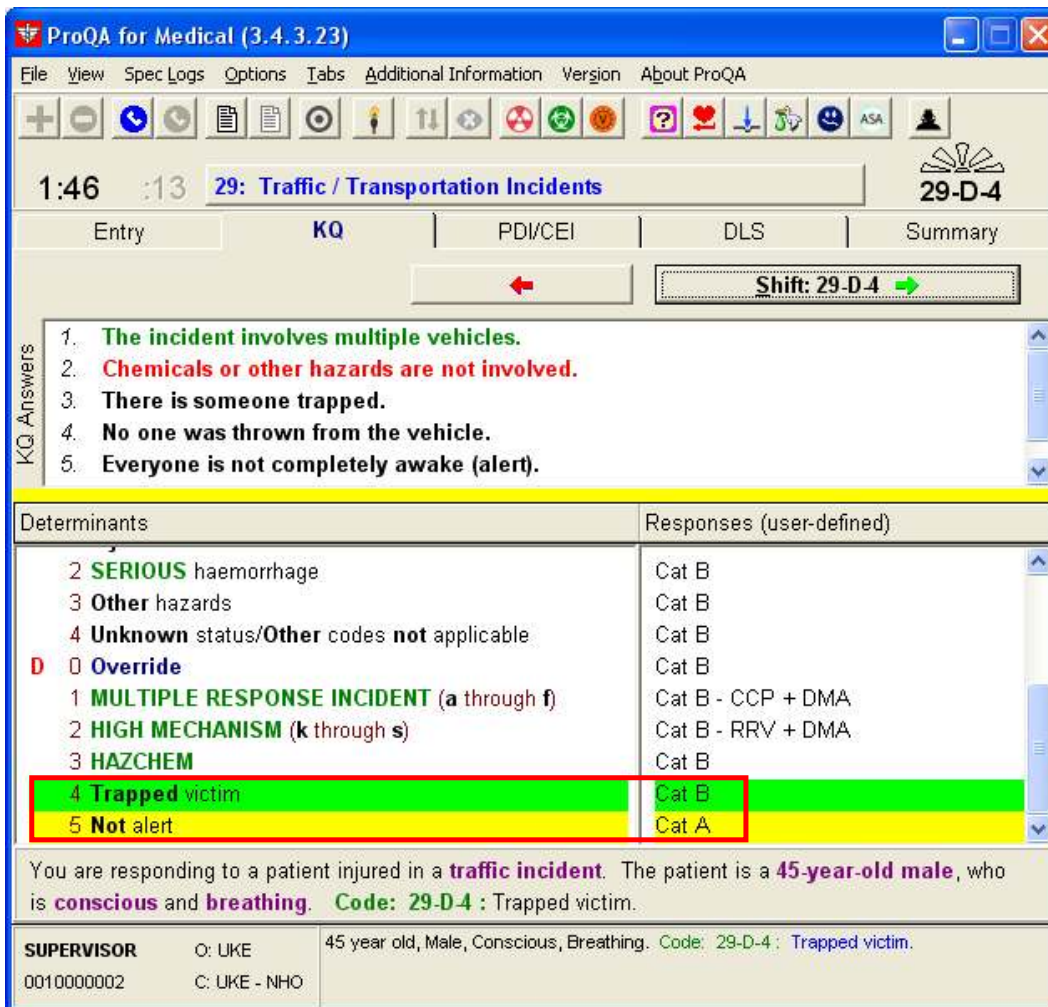 ProQA for Medical (3.4.3.23)
File View Spec Logs Options Tabs Additional Information Version About ProQA
ASA
1:46 :13 29: Traffic / Transportation Incidents 29-D-4
Entry KQ PDI/CEI DLS Summary
Shift: 29-D-4
KQ Answers
1. The incident involves multiple vehicles.
2. Chemicals or other hazards are not involved.
3. There is someone trapped.
4. No one was thrown from the vehicle.
5. Everyone is not completely awake (alert).
Determinants Responses (user-defined)
2 SERIOUS haemorrhage Cat B
3 Other hazards Cat B
4 Unknown status/Other codes not applicable Cat B
D 0 Override Cat B
1 MULTIPLE RESPONSE INCIDENT (a through f) Cat B - CCP + DMA
2 HIGH MECHANISM (k through s) Cat B - RRV + DMA
3 HAZCHEM Cat B
4 Trapped victim Cat B
5 Not alert Cat A
You are responding to a patient injured in a traffic incident. The patient is a 45-year-old male, who
is conscious and breathing. Code: 29-D-4 : Trapped victim.
SUPERVISOR O: UKE 45 year old, Male, Conscious, Breathing. Code: 29-D-4 : Trapped victim.
0010000002 C: UKE - NHO